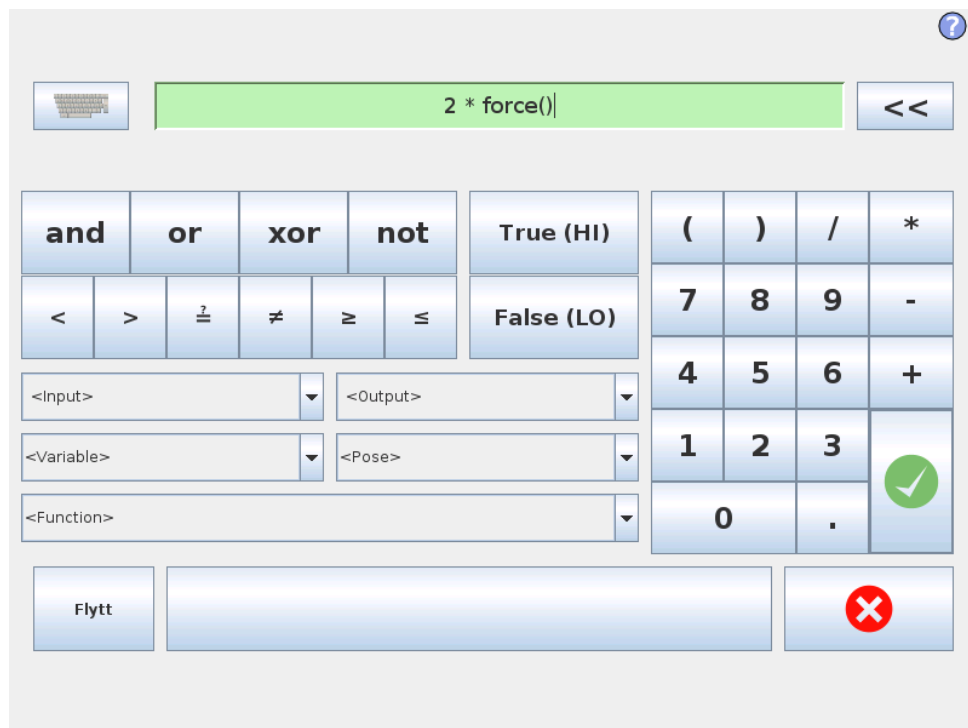 ?
2 * force()
<<
and or xor not True (HI) ( ) / *
< > ≟ ≠ ≥ ≤ False (LO) 7 8 9 -
4 5 6 +
<Input> <Output>
1 2 3
<Variable> <Pose>
<Function>
0 .
Flytt